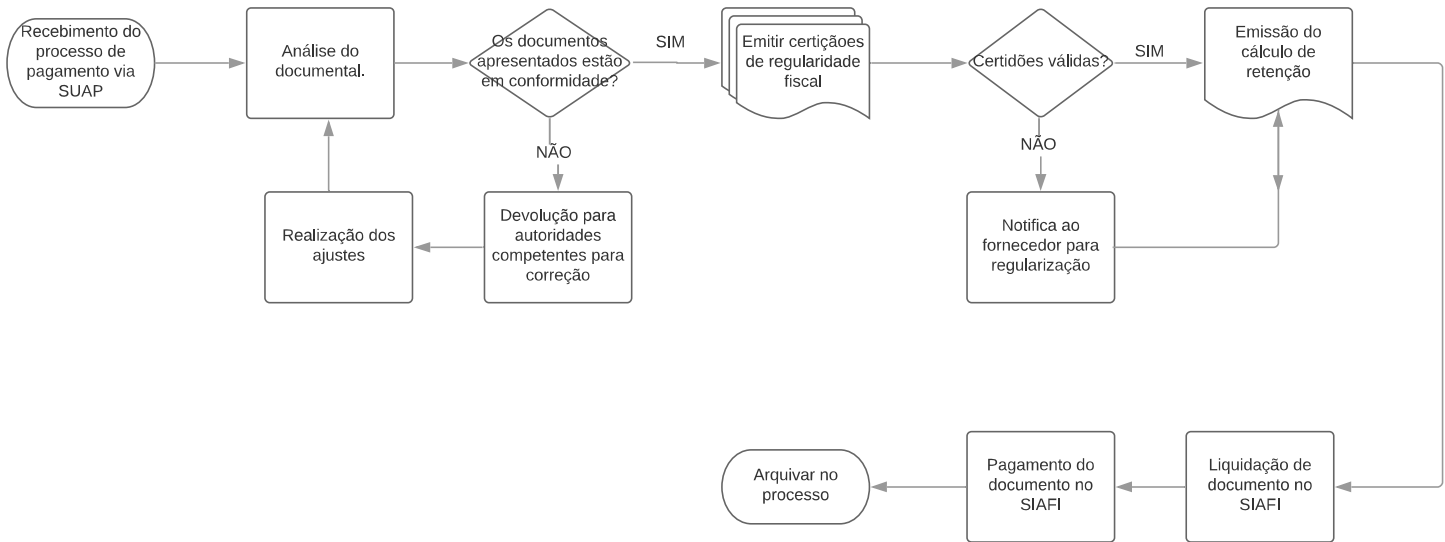 Recebimento do
processo de
pagamento via
SUAP
Análise do
documental.
Os documentos
apresentados estão
em conformidade?
SIM
NÃO
Emitir certiçãoes
de regularidade
fiscal
Certidões válidas?
SIM
NÃO
Emissão do
cálculo de
retenção
Realização dos
ajustes
Devolução para
autoridades
competentes para
correção
Notifica ao
fornecedor para
regularização
Arquivar no
processo
Pagamento do
documento no
SIAFI
Liquidação de
documento no
SIAFI